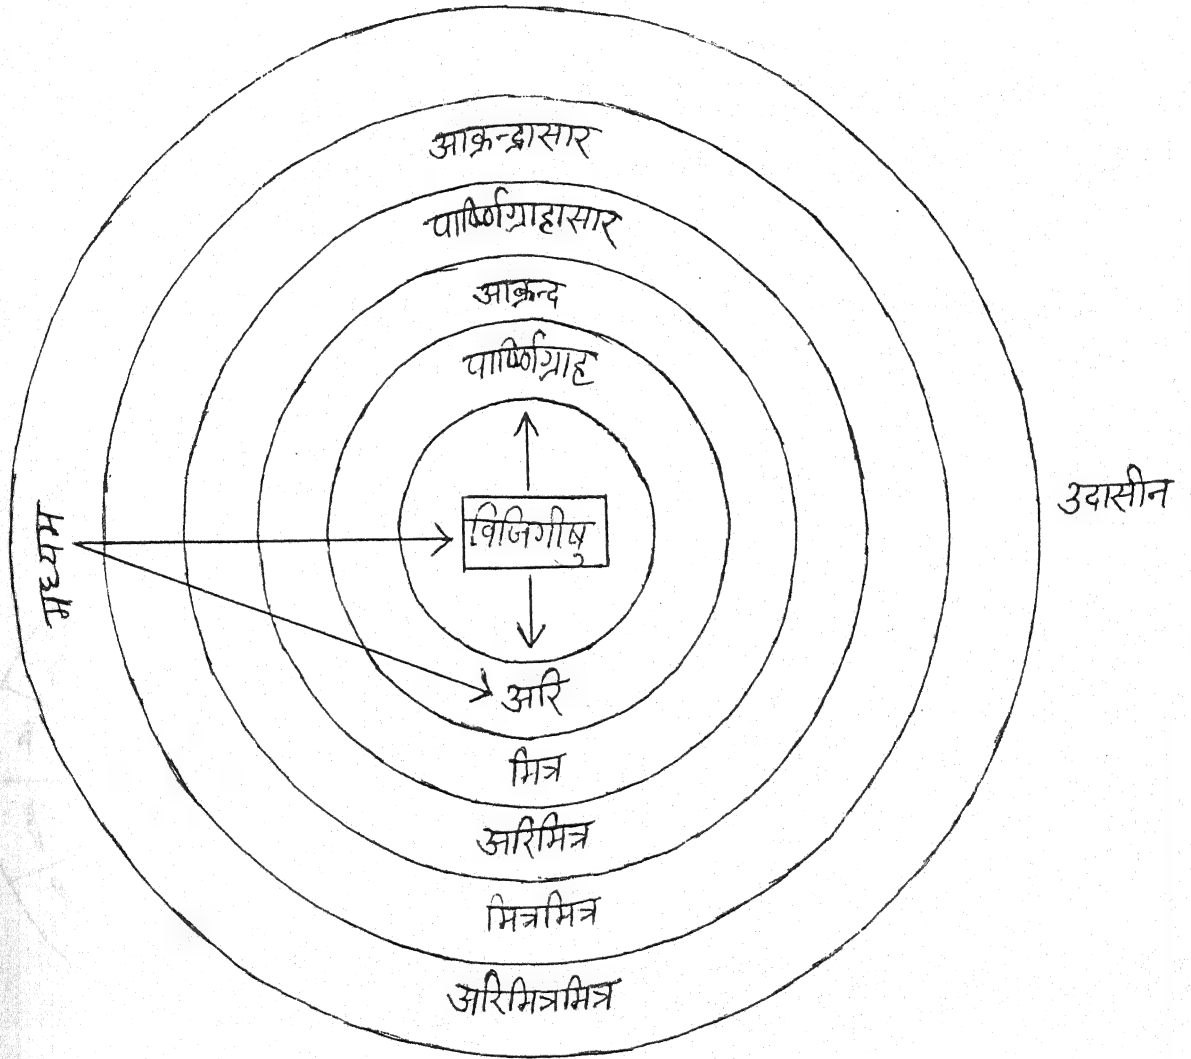 आक्रन्द्रासार
पार्ष्णिग्राहासार
आक्रन्द
पार्ष्णिग्राह
विजिगीषु
उदासीन
मध्यम
अरि
मित्र
अरिमित्र
मित्रमित्र
अरिमित्रमित्र